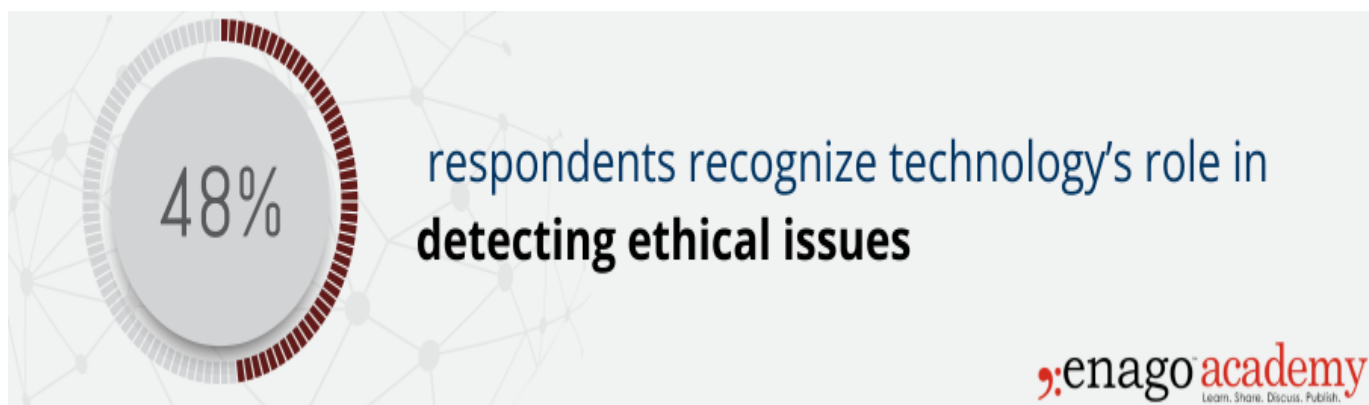 48%
respondents recognize technology's role in
detecting ethical issues
enago academy
Learn. Share. Discuss. Publish.